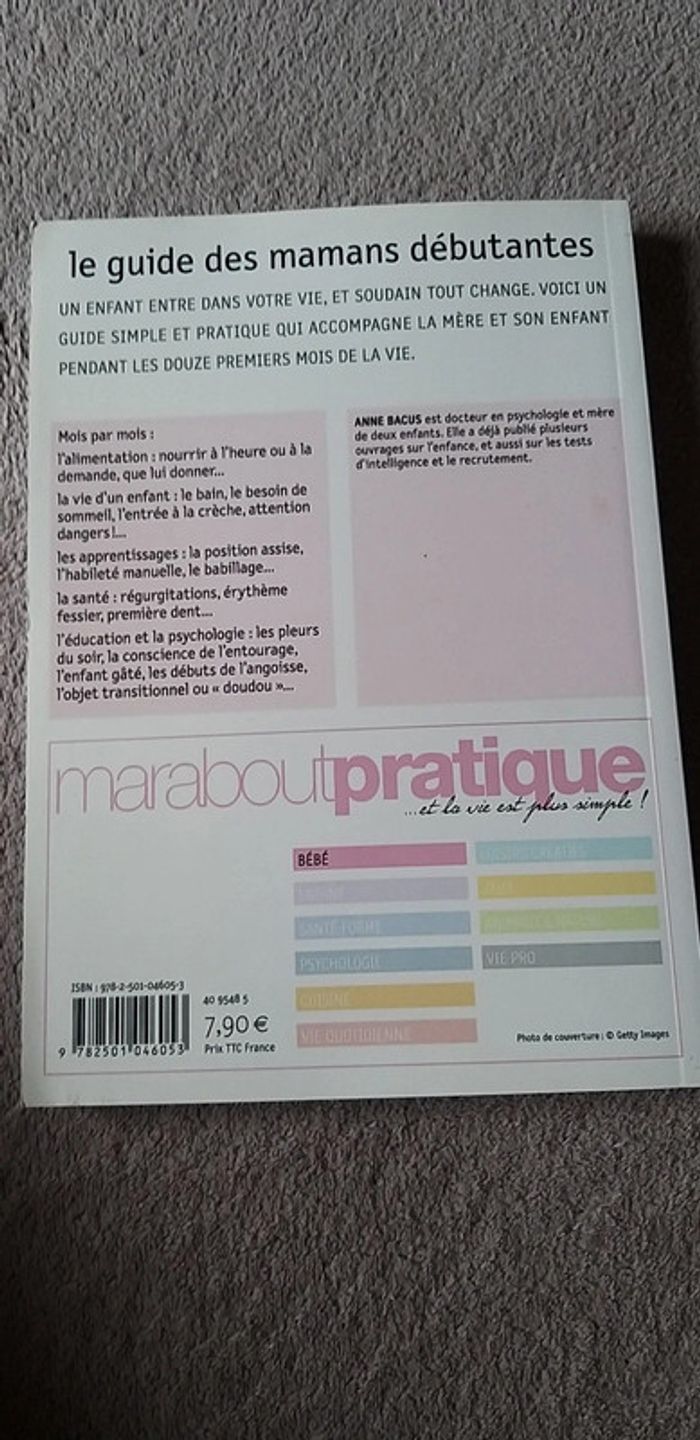 le guide des mamans débutantes
UN ENFANT ENTRE DANS VOTRE VIE, ET SOUDAIN TOUT CHANGE. VOICI UN
GUIDE SIMPLE ET PRATIQUE QUI ACCOMPAGNE LA MÈRE ET SON ENFANT
PENDANT LES DOUZE PREMIERS MOIS DE LA VIE.
Mois par mois :
l'alimentation : nourrir à l'heure ou à la
demande, que lui donner...
la vie d'un enfant : le bain, le besoin de
sommeil, l'entrée à la crèche, attention
dangers !...
les apprentissages : la position assise,
l'habileté manuelle, le babillage...
la santé : régurgitations, érythème
fessier, première dent...
l'éducation et la psychologie : les pleurs
du soir, la conscience de l'entourage,
l'enfant gâté, les débuts de l'angoisse,
l'objet transitionnel ou « doudou »...
ANNE BACUS est docteur en psychologie et mère
de deux enfants. Elle a déjà publié plusieurs
ouvrages sur l'enfance, et aussi sur les tests
d'intelligence et le recrutement.
maraboutpratique
...et la vie est plus simple !
BÉBÉ
SANTÉ-FORME
PSYCHOLOGIE
CUISINE
VIE QUOTIDIENNE
LOISIRS CRÉATIFS
VIE PRO
ISBN : 978-2-501-04605-3
9 782501 046053
40 9548 5
7,90 €
Prix TTC France
Photo de couverture : © Getty Images